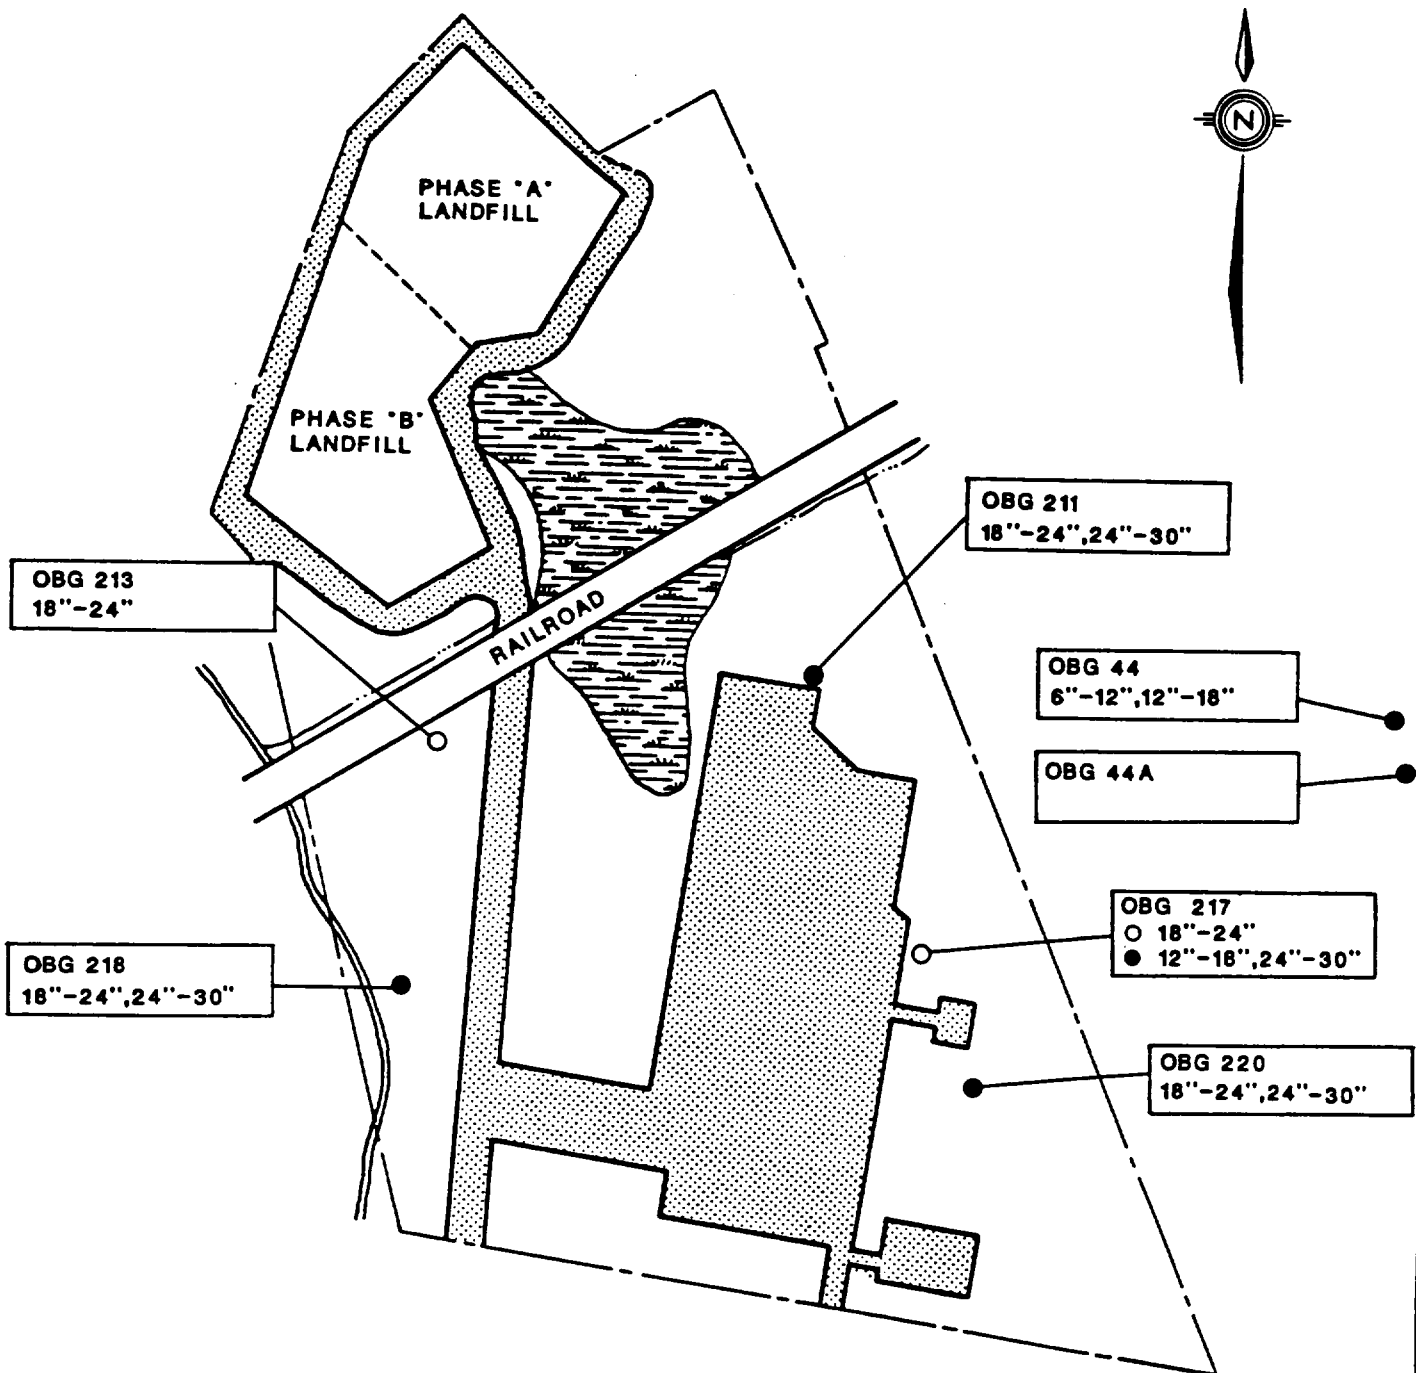 N
PHASE "A"
LANDFILL
PHASE "B"
LANDFILL
OBG 211
18"-24",24"-30"
OBG 213
18"-24"
RAILROAD
OBG 44
6"-12",12"-18"
OBG 44A
OBG 217
○ 18"-24"
● 12"-18",24"-30"
OBG 218
18"-24",24"-30"
OBG 220
18"-24",24"-30"